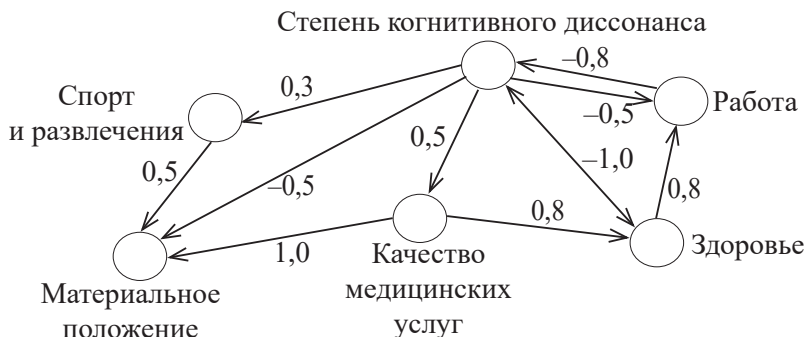 Степень когнитивного диссонанса
–0,8
Спорт
и развлечения
0,3
–0,5
Работа
0,5
0,5
–0,5
–1,0
0,8
0,8
1,0
Качество
медицинских
услуг
Здоровье
Материальное
положение